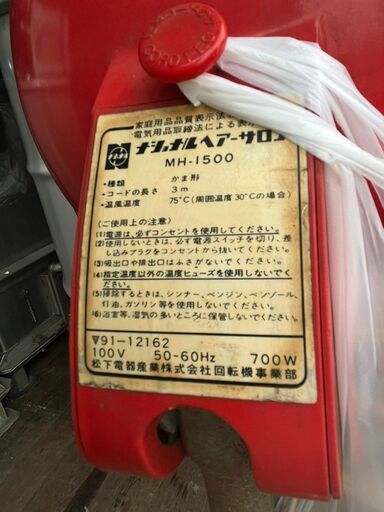 家庭用品品質表示法
電気用品取締法による表示
ナショナル ナショナルヘアーサロン
MH-1500
・種類 かま形
・コードの長さ 3m
・温風温度 75℃(周囲温度30℃の場合)
(ご使用上の注意)
(1)電源は、必ずコンセントを使用してください。
(2)使用しないときは、必ず電源スイッチを切り、差
し込みプラグをコンセントから抜いてください。
(3)吸出口や排出口はふさがないでください。
(4)指定温度以外の温度ヒューズを使用しないでく
ださい。
(5)掃除するときは、シンナー、ベンジン、ベンゾール、
灯油、ガソリン等を使用しないでください。
(6)浴室等、湿気の多いところに保管しないでください。
▽91-12162
100V 50-60Hz 700W
松下電器産業株式会社回転機事業部